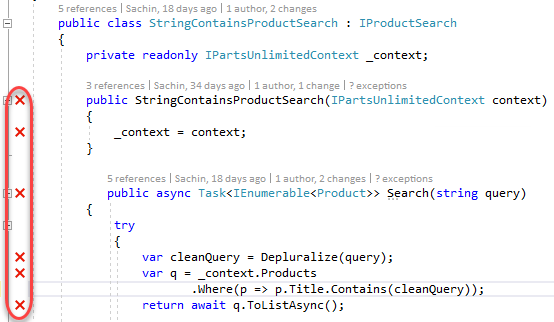 5 references | Sachin, 18 days ago | 1 author, 2 changes
public class StringContainsProductSearch : IProductSearch
{
private readonly IPartsUnlimitedContext _context;
3 references | Sachin, 34 days ago | 1 author, 1 change | ? exceptions
public StringContainsProductSearch(IPartsUnlimitedContext context)
{
_context = context;
}
5 references | Sachin, 18 days ago | 1 author, 2 changes | ? exceptions
public async Task<IEnumerable<Product>> Search(string query)
{
try
{
var cleanQuery = Depluralize(query);
var q = _context.Products
.Where(p => p.Title.Contains(cleanQuery));
return await q.ToListAsync();